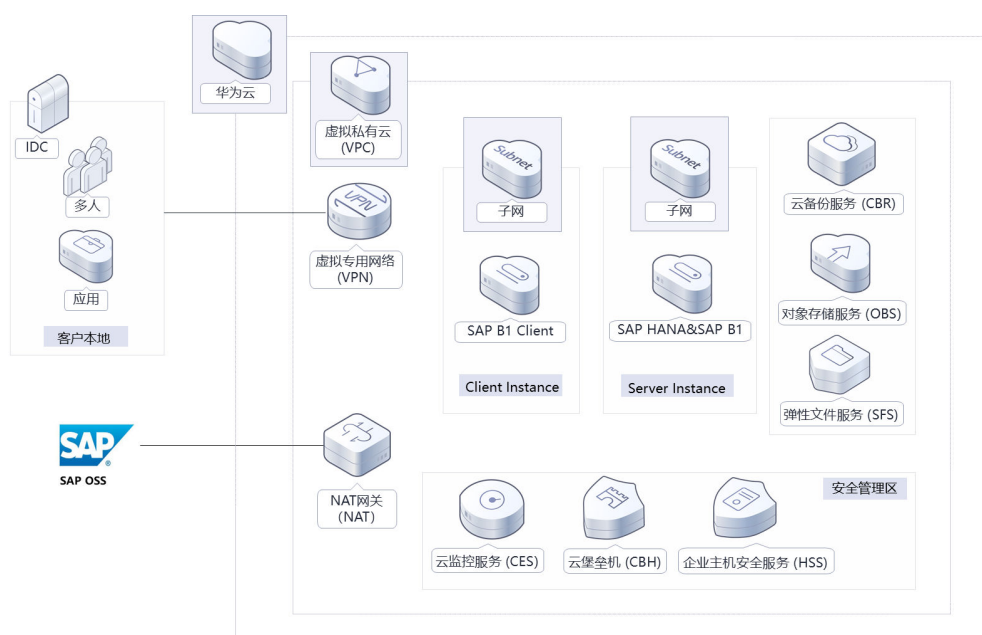 华为云
IDC
多人
应用
客户本地
SAP
®
SAP OSS
虚拟私有云
(VPC)
VPN
虚拟专用网络
(VPN)
NAT网关
(NAT)
Subnet
子网
SAP B1 Client
Client Instance
Subnet
子网
SAP HANA&SAP B1
Server Instance
云备份服务 (CBR)
对象存储服务 (OBS)
弹性文件服务 (SFS)
安全管理区
云监控服务 (CES)
云堡垒机 (CBH)
企业主机安全服务 (HSS)